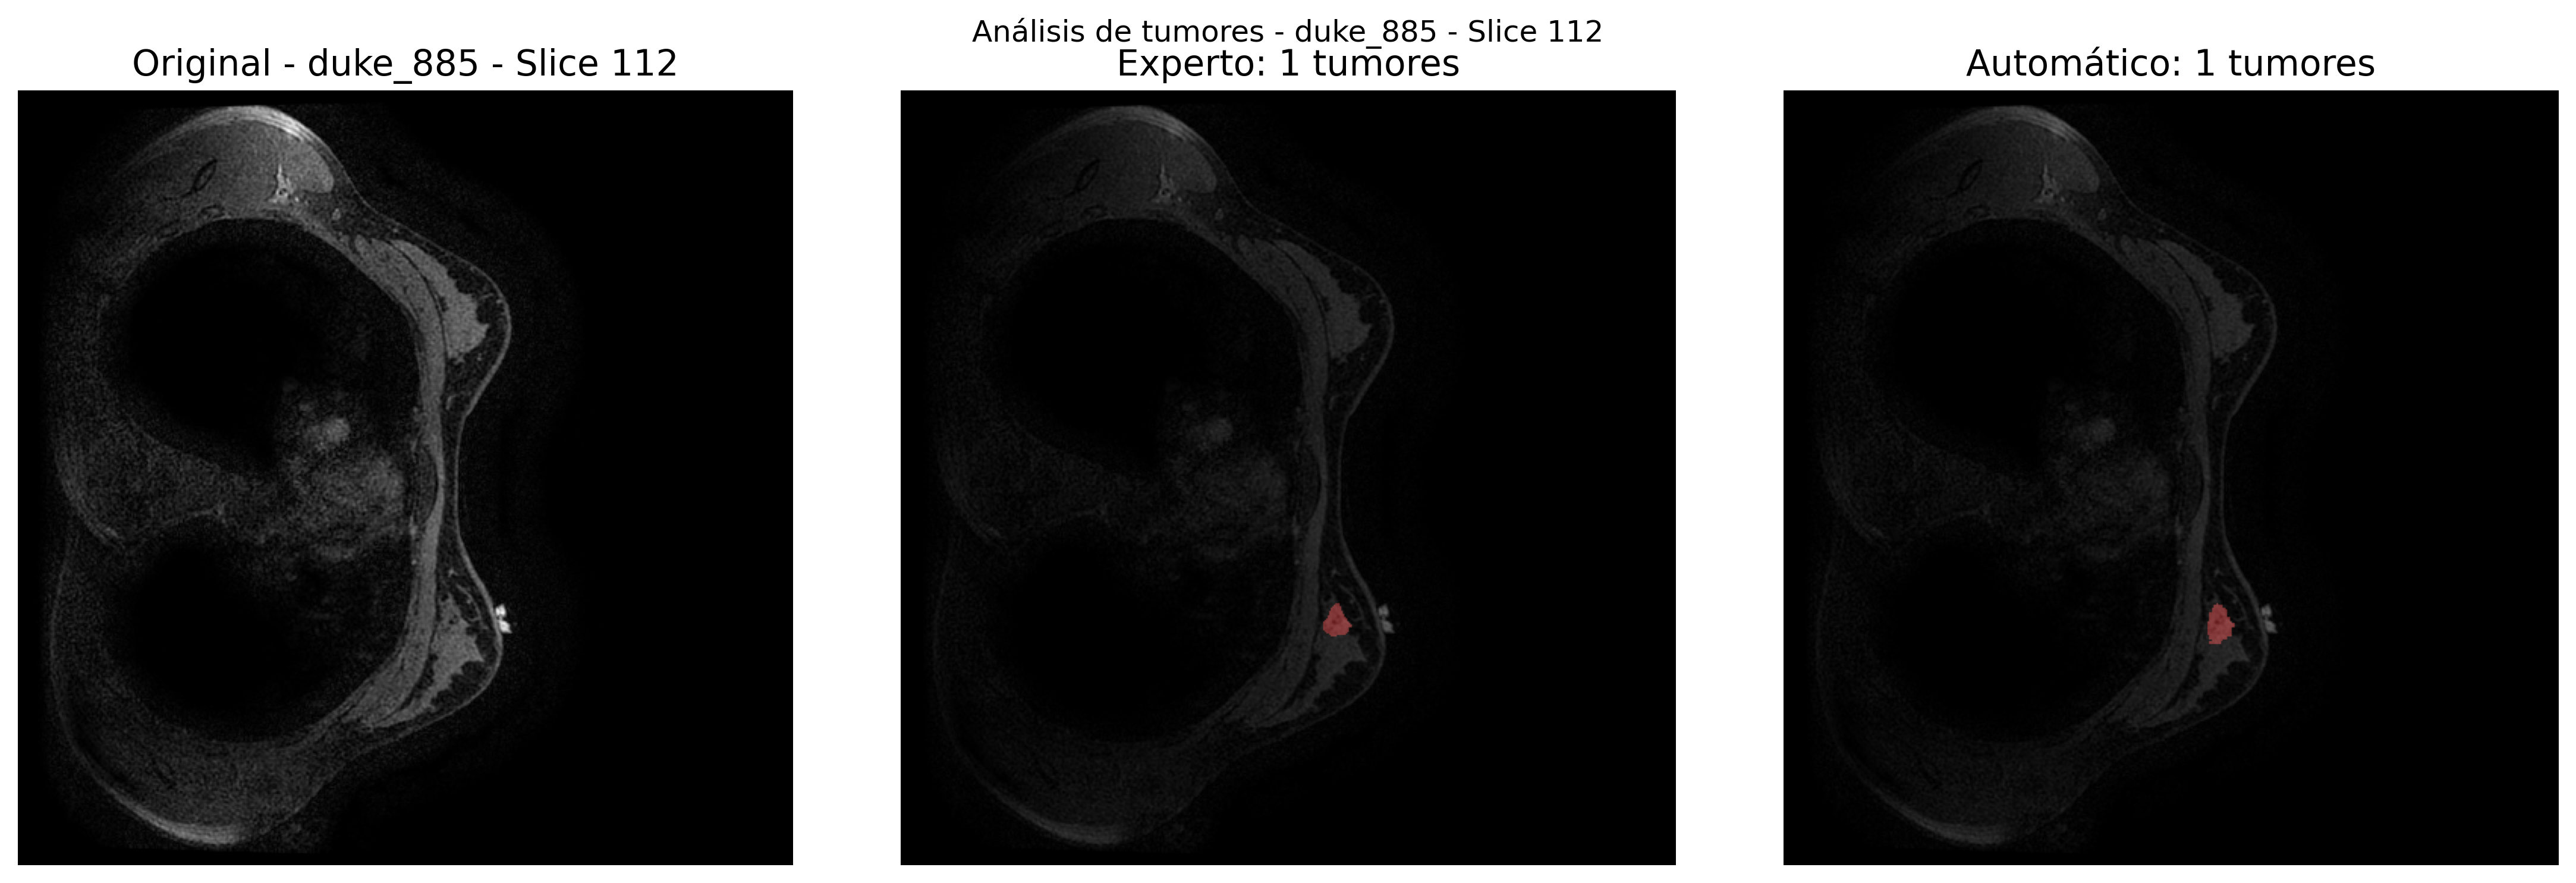 Análisis de tumores - duke_885 - Slice 112
Original - duke_885 - Slice 112
Experto: 1 tumores
Automático: 1 tumores